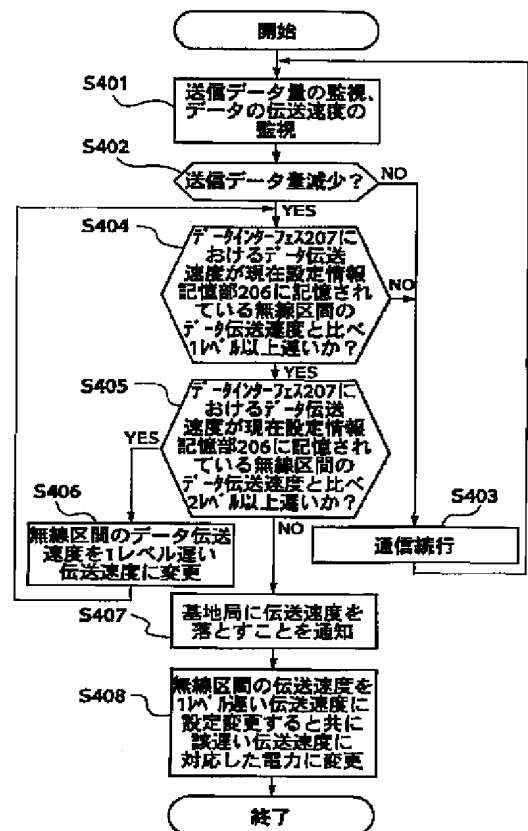 開始
S401
送信データ量の監視、
データの伝送速度の
監視
S402
送信データ量減少？
NO
YES
S404
ﾃﾞｰﾀインターフェス207に
おけるデータ伝送
速度が現在設定情報
記憶部206に記憶され
ている無線区間の
ﾃﾞｰﾀ伝送速度と比べ
1ﾚﾍﾞﾙ以上遅いか？
NO
YES
S405
ﾃﾞｰﾀインターフェス207に
おけるデータ伝送
速度が現在設定情報
記憶部206に記憶され
ている無線区間の
ﾃﾞｰﾀ伝送速度と比べ
2ﾚﾍﾞﾙ以上遅いか？
YES
NO
S406
無線区間のデータ伝送
速度を1レベル遅い
伝送速度に変更
S403
通信続行
S407
基地局に伝送速度を
落とすことを通知
S408
無線区間の伝送速度を
1ﾚﾍﾞﾙ遅い伝送速度に
設定変更すると共に
該遅い伝送速度に
対応した電力に変更
終了